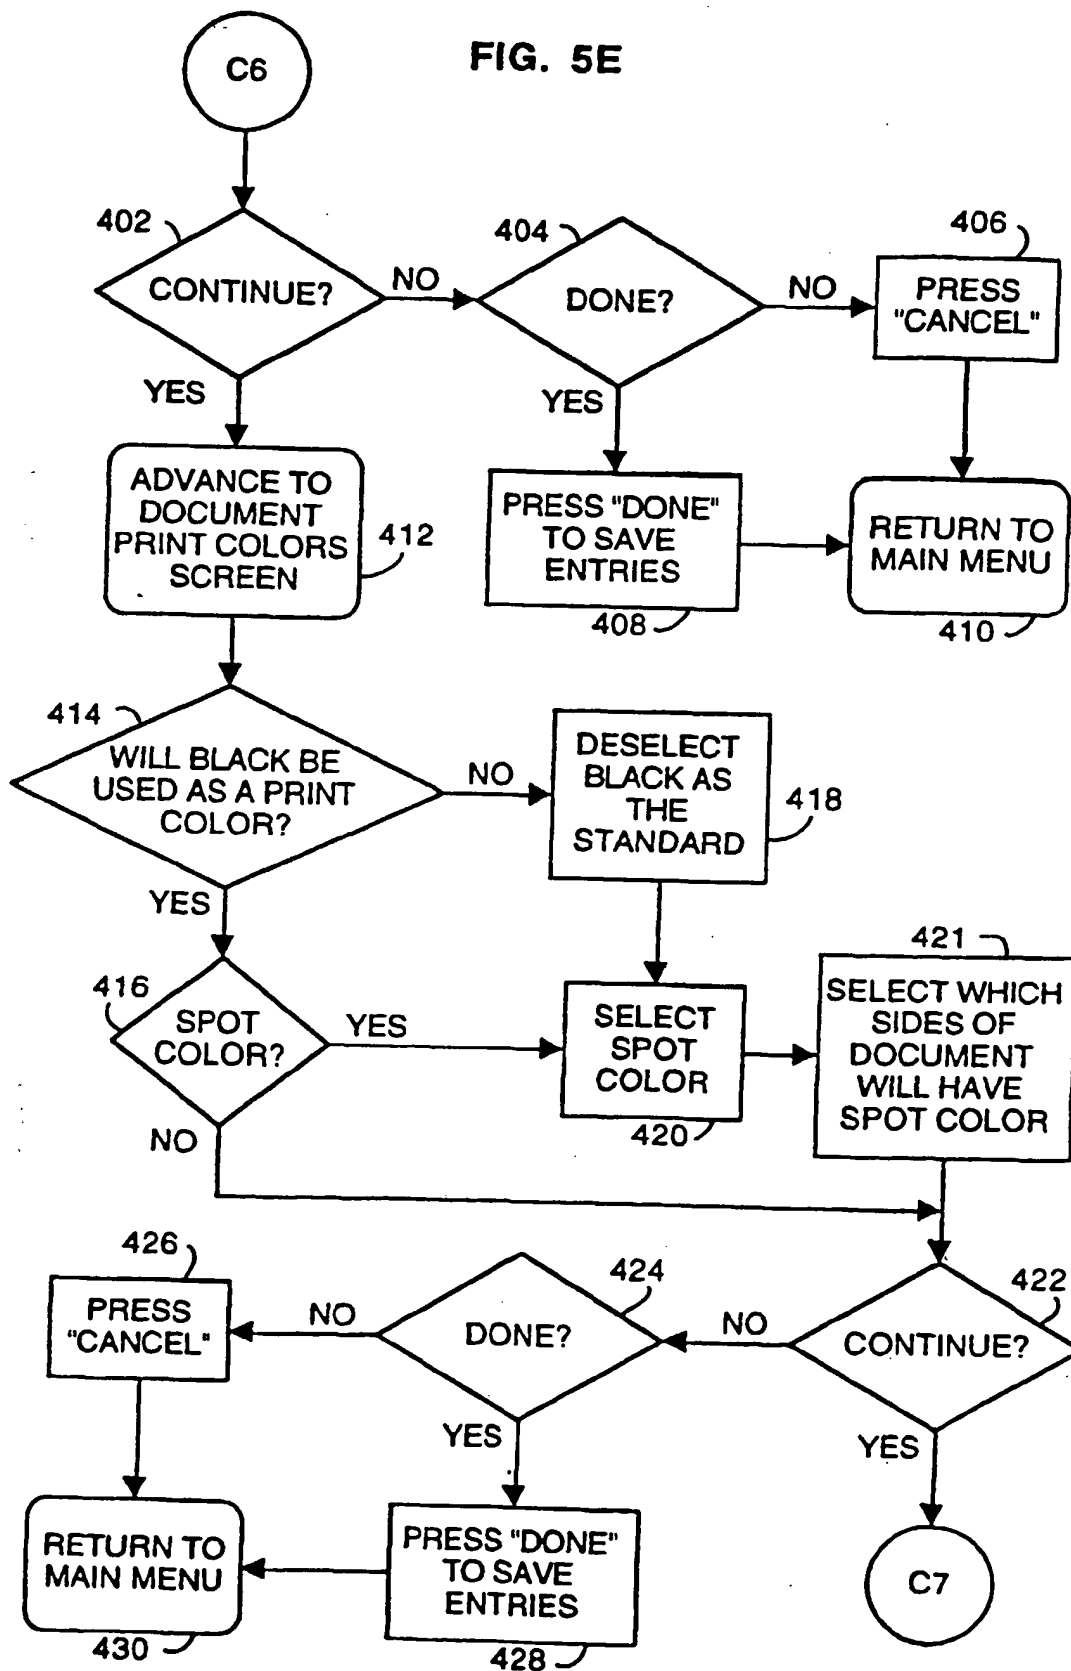 FIG. 5E
C6
402
CONTINUE?
NO
YES
404
DONE?
NO
YES
406
PRESS
"CANCEL"
ADVANCE TO
DOCUMENT
PRINT COLORS
SCREEN
412
PRESS "DONE"
TO SAVE
ENTRIES
408
RETURN TO
MAIN MENU
410
414
WILL BLACK BE
USED AS A PRINT
COLOR?
NO
YES
DESELECT
BLACK AS
THE
STANDARD
418
416
SPOT
COLOR?
YES
NO
SELECT
SPOT
COLOR
420
421
SELECT WHICH
SIDES OF
DOCUMENT
WILL HAVE
SPOT COLOR
426
PRESS
"CANCEL"
NO
424
DONE?
YES
NO
422
CONTINUE?
YES
RETURN TO
MAIN MENU
430
PRESS "DONE"
TO SAVE
ENTRIES
428
C7